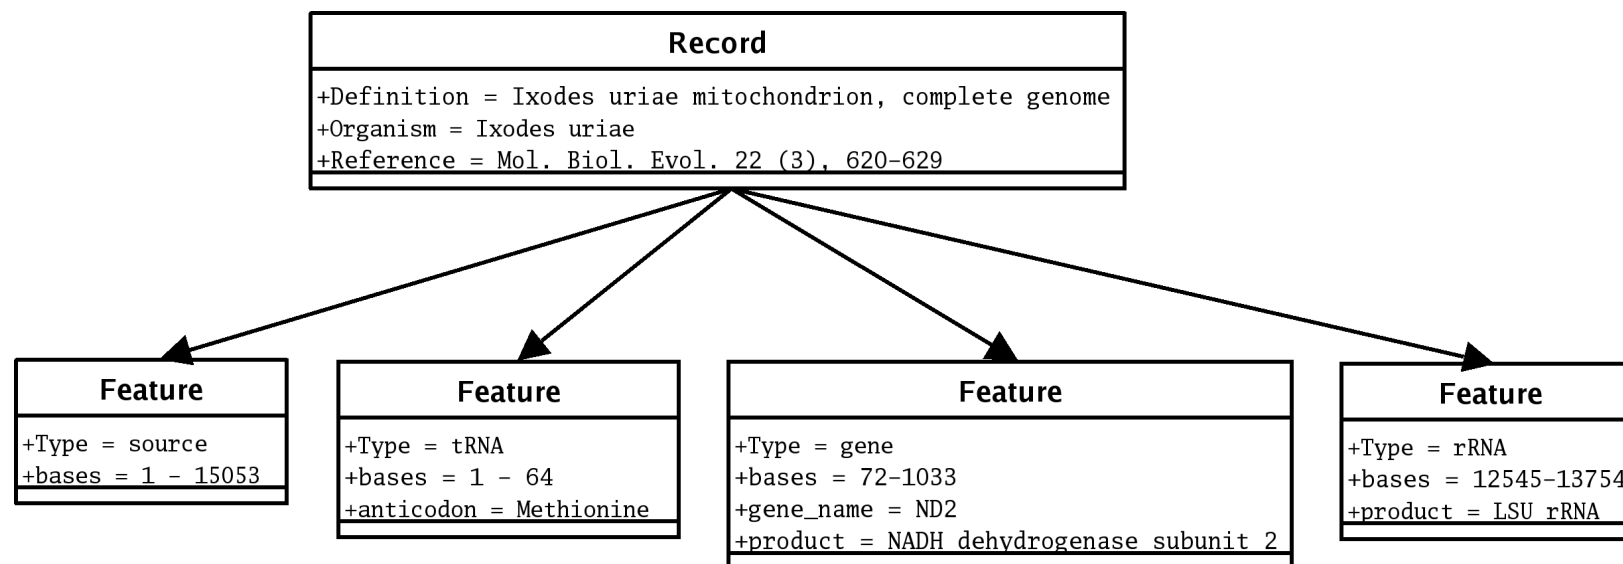 Record
+Definition = Ixodes uriae mitochondrion, complete genome
+Organism = Ixodes uriae
+Reference = Mol. Biol. Evol. 22 (3), 620-629
Feature
+Type = source
+bases = 1 - 15053
Feature
+Type = tRNA
+bases = 1 - 64
+anticodon = Methionine
Feature
+Type = gene
+bases = 72-1033
+gene_name = ND2
+product = NADH dehydrogenase subunit 2
Feature
+Type = rRNA
+bases = 12545-13754
+product = LSU rRNA